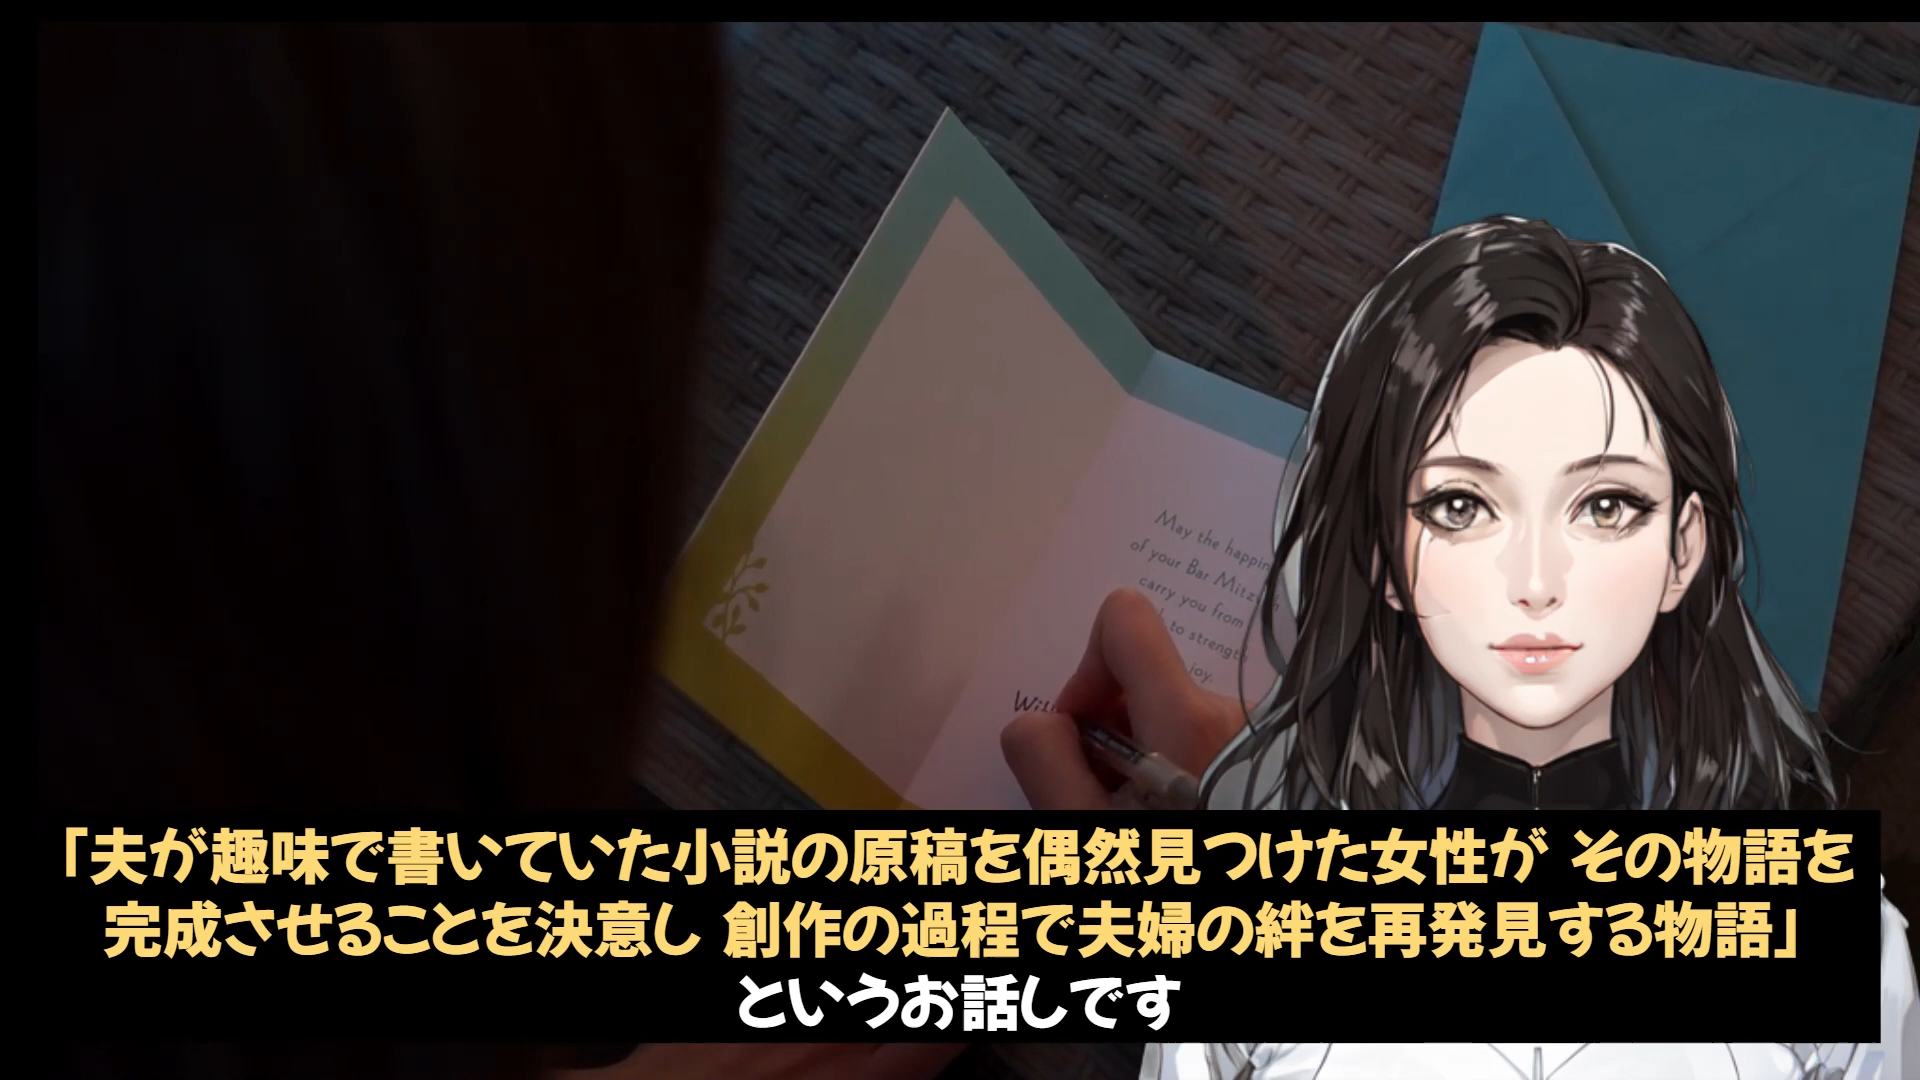 May the happin
of your Bar Mitz
carry you from
to strength
joy.
「夫が趣味で書いていた小説の原稿を偶然見つけた女性が その物語を
完成させることを決意し 創作の過程で夫婦の絆を再発見する物語」
というお話しです